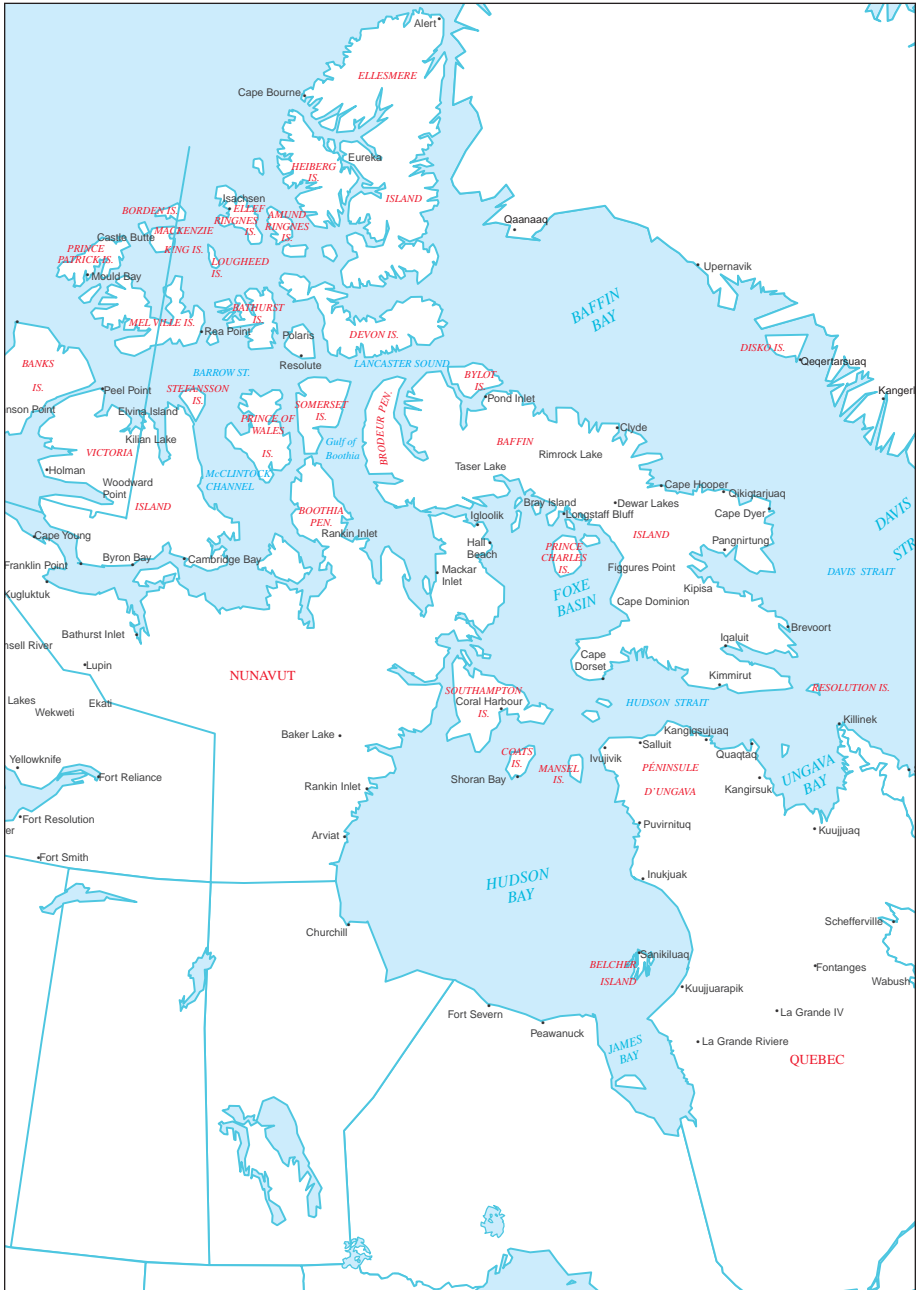 Alert
ELLESMERE
Cape Bourne
Eureka
HEIBERG
IS.
ISLAND
Isachsen
ELLEF
RINGNES
IS.
AMUND
RINGNES
IS.
BORDEN IS.
MACKENZIE
KING IS.
Castle Butte
PRINCE
PATRICK IS.
LOUGHEED
IS.
Mould Bay
Qaanaaq
Upernavik
BAFFIN
BAY
MELVILLE IS.
BATHURST
IS.
Rea Point
Polaris
DEVON IS.
DISKO IS.
Resolute
Qeqertarsuaq
BANKS
IS.
BARROW ST.
LANCASTER SOUND
STEFANSSON
IS.
BYLOT
IS.
Peel Point
Pond Inlet
Kangerl
nson Point
Elvina Island
PRINCE OF
WALES
IS.
SOMERSET
IS.
BRODEUR PEN.
Clyde
Kilian Lake
VICTORIA
Gulf of
Boothia
BAFFIN
Rimrock Lake
Holman
McCLINTOCK
CHANNEL
Taser Lake
Woodward
Point
Cape Hooper
Qikiqtarjuaq
ISLAND
BOOTHIA
PEN.
Bray Island
Dewar Lakes
Longstaff Bluff
Cape Dyer
DAVIS
STR
Igloolik
Rankin Inlet
Cape Young
ISLAND
Hall
Beach
PRINCE
CHARLES
IS.
Pangnirtung
Franklin Point
Byron Bay
Cambridge Bay
Mackar
Inlet
Figgures Point
DAVIS STRAIT
Kugluktuk
FOXE
BASIN
Kipisa
Cape Dominion
Bathurst Inlet
Brevoort
nsell River
Iqaluit
Lupin
Cape
Dorset
NUNAVUT
Kimmirut
RESOLUTION IS.
SOUTHAMPTON
IS.
Coral Harbour
Lakes
Ekati
Wekweti
HUDSON STRAIT
Killinek
Baker Lake
Kangiqsujuaq
Salluit
Ivujivik
Quaqtaq
COATS
IS.
Yellowknife
MANSEL
IS.
PÉNINSULE
D'UNGAVA
UNGAVA
BAY
Fort Reliance
Shoran Bay
Rankin Inlet
Kangirsuk
Fort Resolution
er
Puvirnituq
Kuujjuaq
Arviat
Fort Smith
HUDSON
BAY
Inukjuak
Churchill
Schefferville
Sanikiluaq
BELCHER
ISLAND
Fontanges
Wabush
Kuujjuarapik
Fort Severn
La Grande IV
Peawanuck
JAMES
BAY
La Grande Riviere
QUEBEC